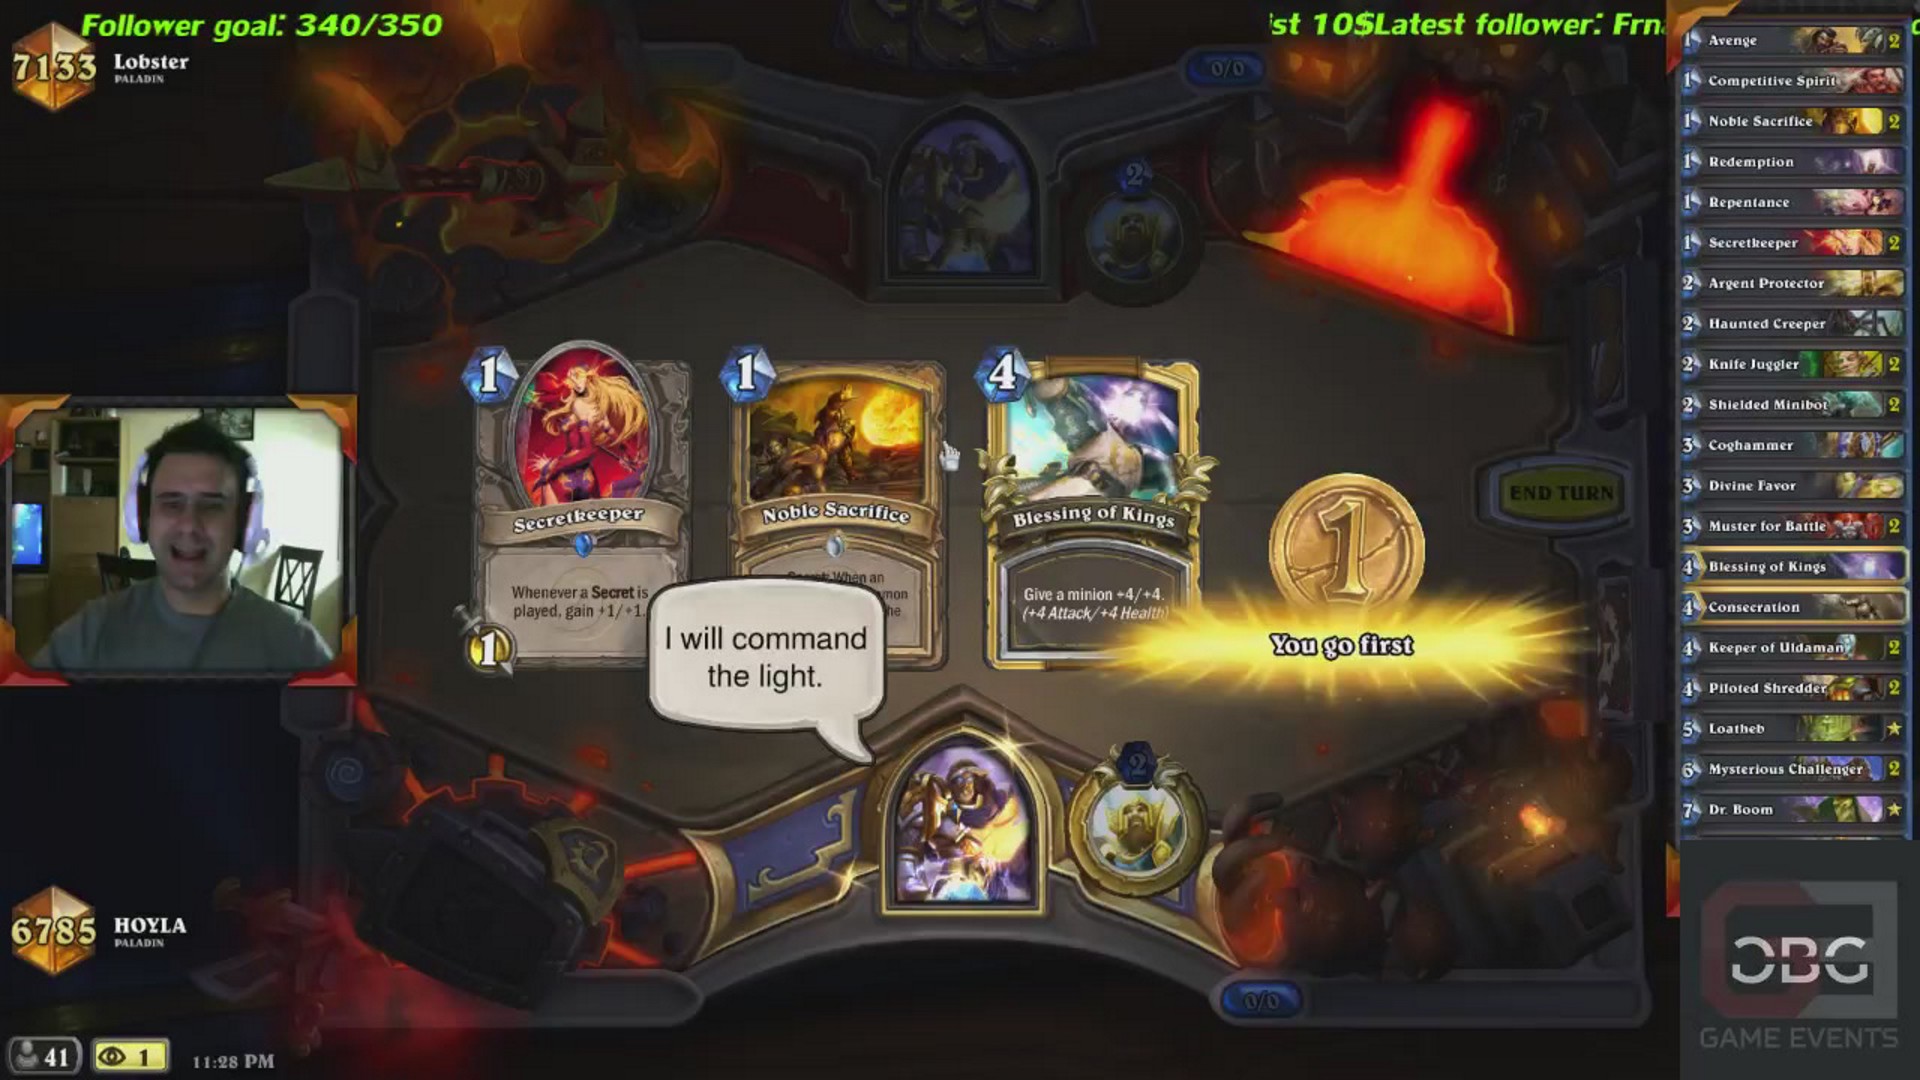 Follower goal: 340/350
st 10$Latest follower: Frn
7133
Lobster
PALADIN
0/0
2
1
Secretkeeper
Whenever a Secret is
played, gain +1/+1.
1
1
Noble Sacrifice
Secret: When an
4
Blessing of Kings
Give a minion +4/+4.
(+4 Attack/+4 Health)
1
You go first
END TURN
I will command
the light.
2
6785
HOYLA
PALADIN
0/0
41
1
11:28 PM
1 Avenge 2
1 Competitive Spirit
1 Noble Sacrifice 2
1 Redemption
1 Repentance
1 Secretkeeper 2
2 Argent Protector
2 Haunted Creeper
2 Knife Juggler 2
2 Shielded Minibot 2
3 Coghammer
3 Divine Favor
3 Muster for Battle 2
4 Blessing of Kings
4 Consecration
4 Keeper of Uldaman 2
4 Piloted Shredder 2
5 Loatheb
6 Mysterious Challenger 2
7 Dr. Boom
GAME EVENTS